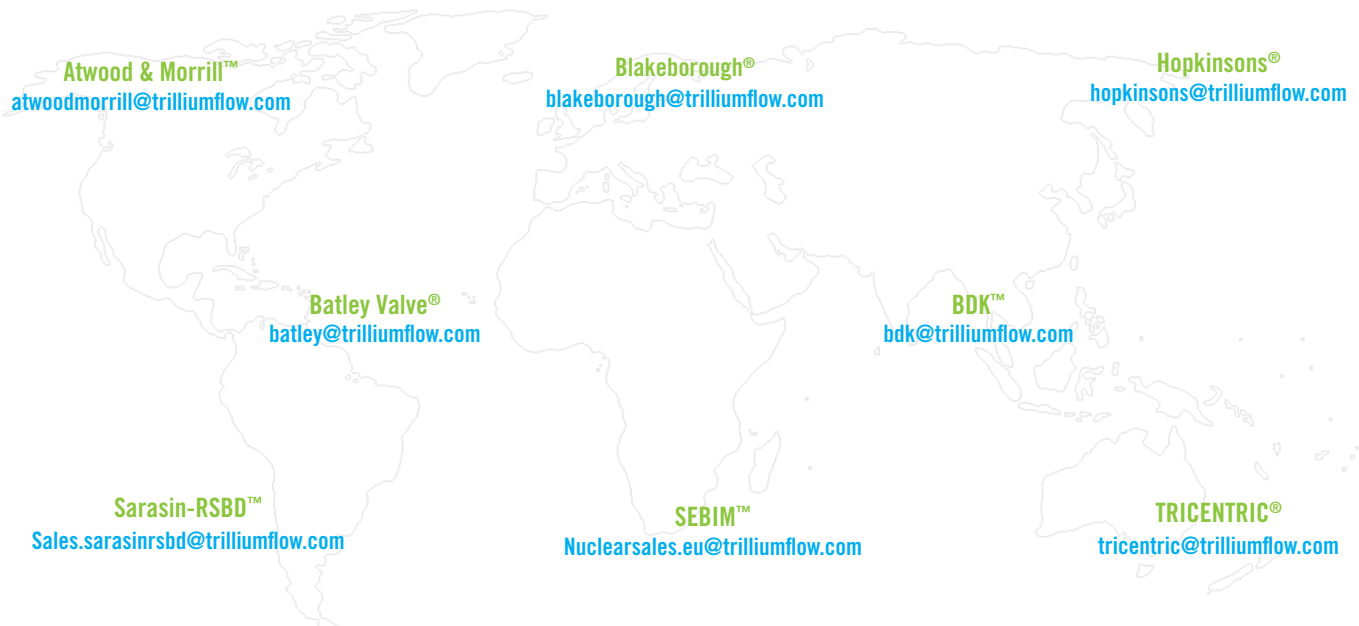 Atwood & Morrill™
atwoodmorrill@trilliumflow.com
Blakeborough®
blakeborough@trilliumflow.com
Hopkinsons®
hopkinsons@trilliumflow.com
Batley Valve®
batley@trilliumflow.com
BDK™
bdk@trilliumflow.com
Sarasin-RSBD™
Sales.sarasinrsbd@trilliumflow.com
SEBIM™
Nuclearsales.eu@trilliumflow.com
TRICENTRIC®
tricentric@trilliumflow.com